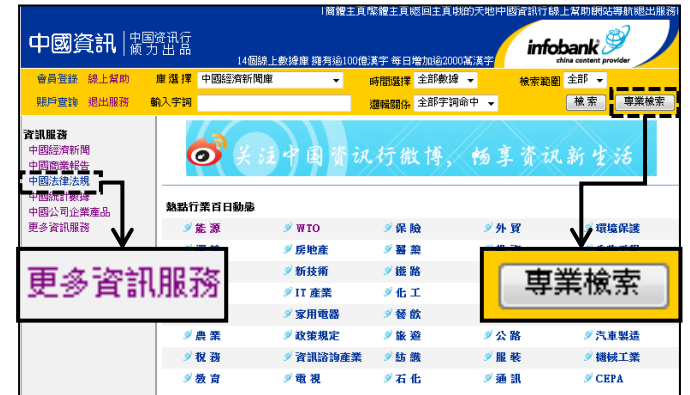 簡體主頁|繁體主頁|返回主頁|我的天地|中國資訊行|線上幫助|網站導航|退出服務|
中國資訊 中国资讯行
倾力出品
14個線上數據庫 擁有逾100億漢字 每日增加逾2000萬漢字
infobank
china content provider
會員登錄 線上幫助 庫選擇 中國經濟新聞庫 時間選擇 全部數據 檢索範圍 全部
賬戶查詢 退出服務 輸入字詞 邏輯關係 全部字詞命中 檢索 專業檢索
資訊服務
中國經濟新聞
中國商業報告
中國法律法規
中國統計數據
中國公司企業產品
更多資訊服務
关注中国资讯行微博，畅享资讯新生活
熱點行業百日動態
能源 WTO 保險 外貿 環境保護
房地產 醫藥
新技術 鐵路
IT 產業 化工
家用電器 餐飲
農業 政策規定 旅遊 公路 汽車製造
稅務 資訊諮詢產業 紡織 服裝 機械工業
教育 電視 石化 通訊 CEPA
更多資訊服務
專業檢索